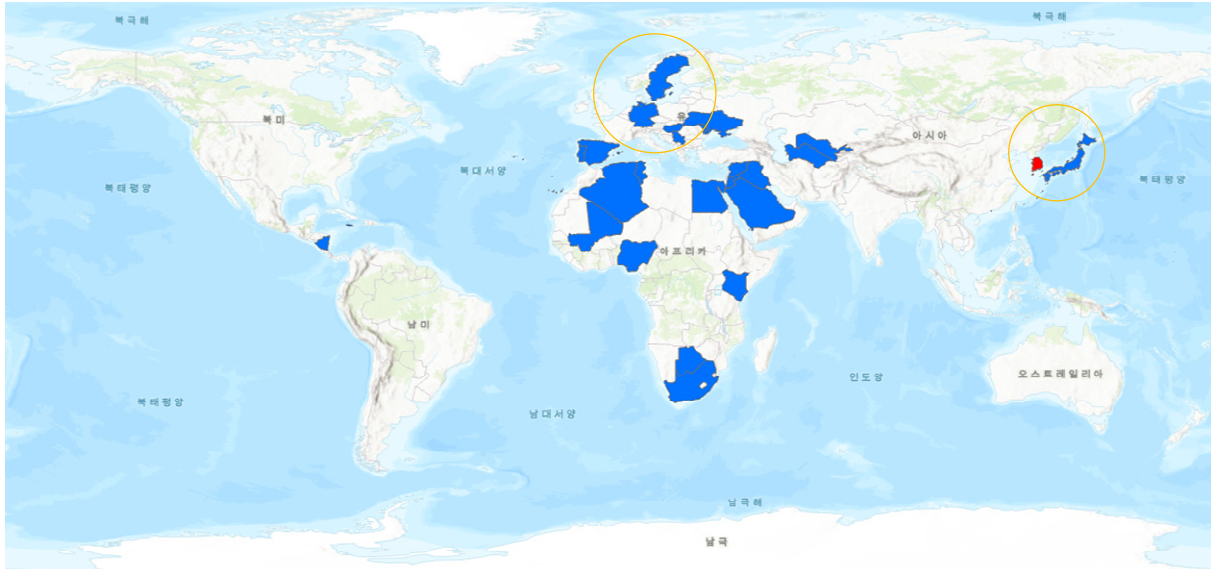 북극해
북극해
북미
유
아시아
북대서양
북태평양
북태평양
아프리카
남미
인도양
오스트레일리아
북태평양
남대서양
남극해
남극